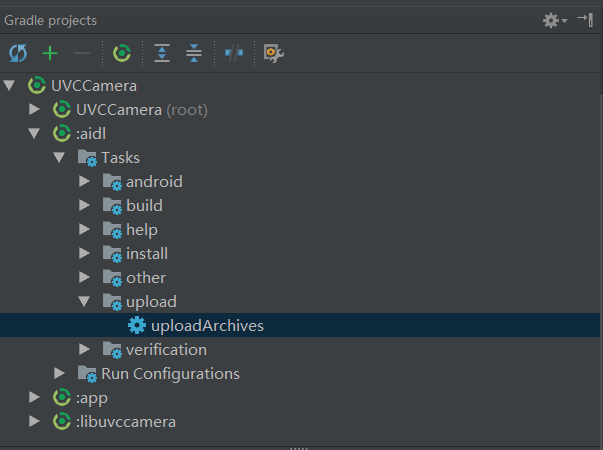 Gradle projects
UVCCamera
UVCCamera (root)
:aidl
Tasks
android
build
help
install
other
upload
uploadArchives
verification
Run Configurations
:app
:libuvccamera